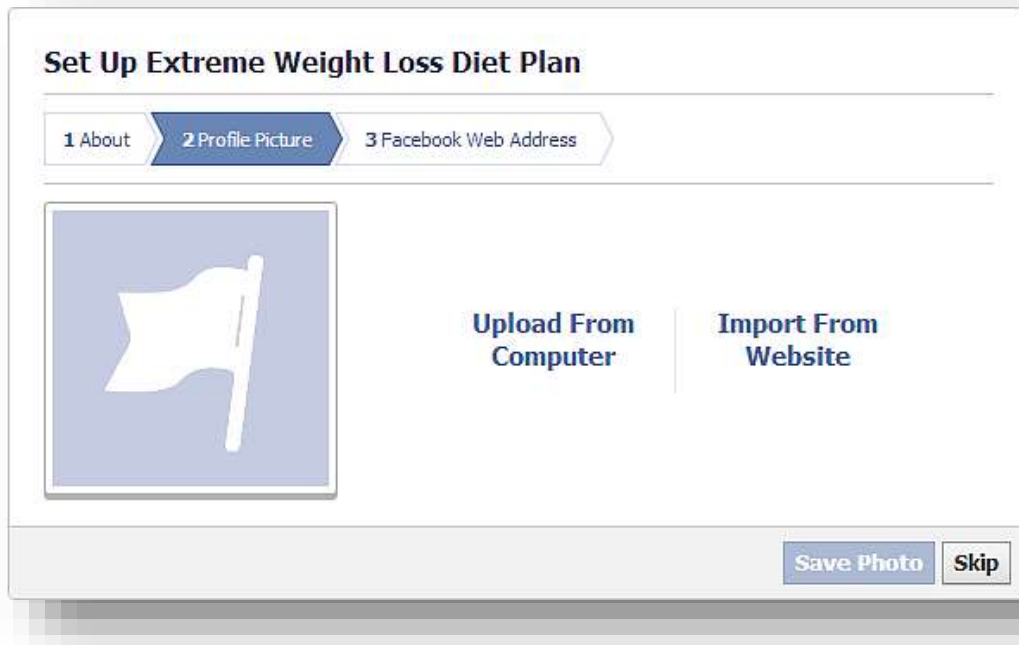 Set Up Extreme Weight Loss Diet Plan
1 About 2 Profile Picture 3 Facebook Web Address
Upload From
Computer
Import From
Website
Save Photo Skip